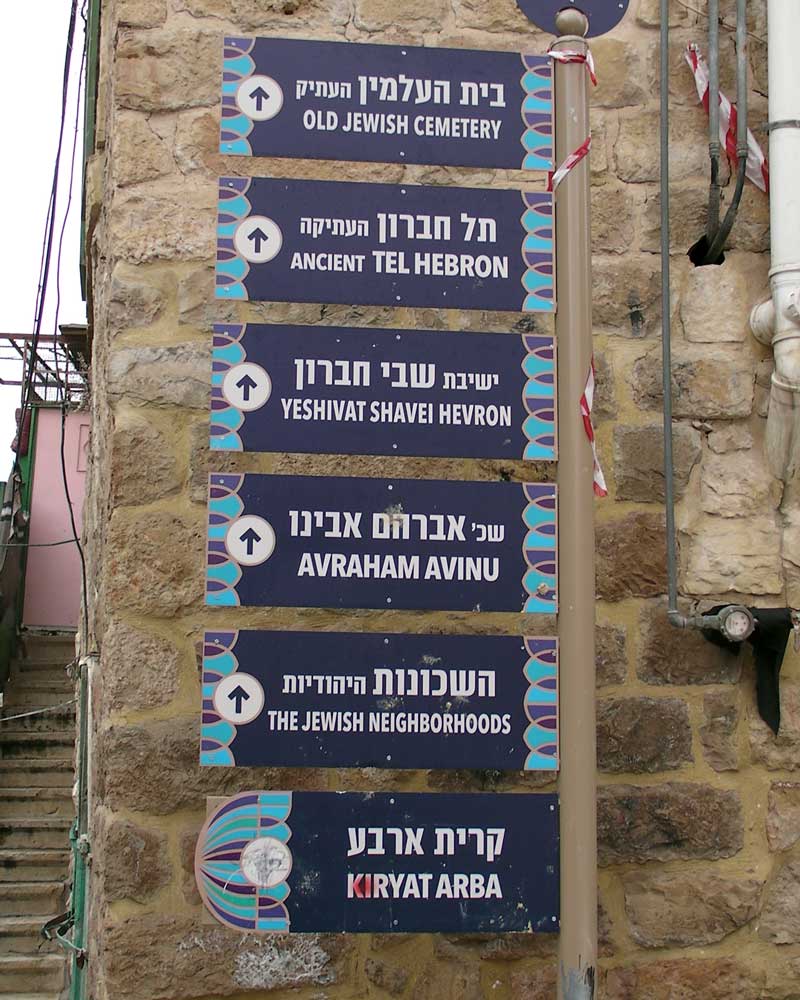 בית העלמין העתיק
OLD JEWISH CEMETERY
תל חברון העתיקה
ANCIENT TEL HEBRON
ישיבת שבי חברון
YESHIVAT SHAVEI HEVRON
שכ' אברהם אבינו
AVRAHAM AVINU
השכונות היהודיות
THE JEWISH NEIGHBORHOODS
קרית ארבע
KIRYAT ARBA